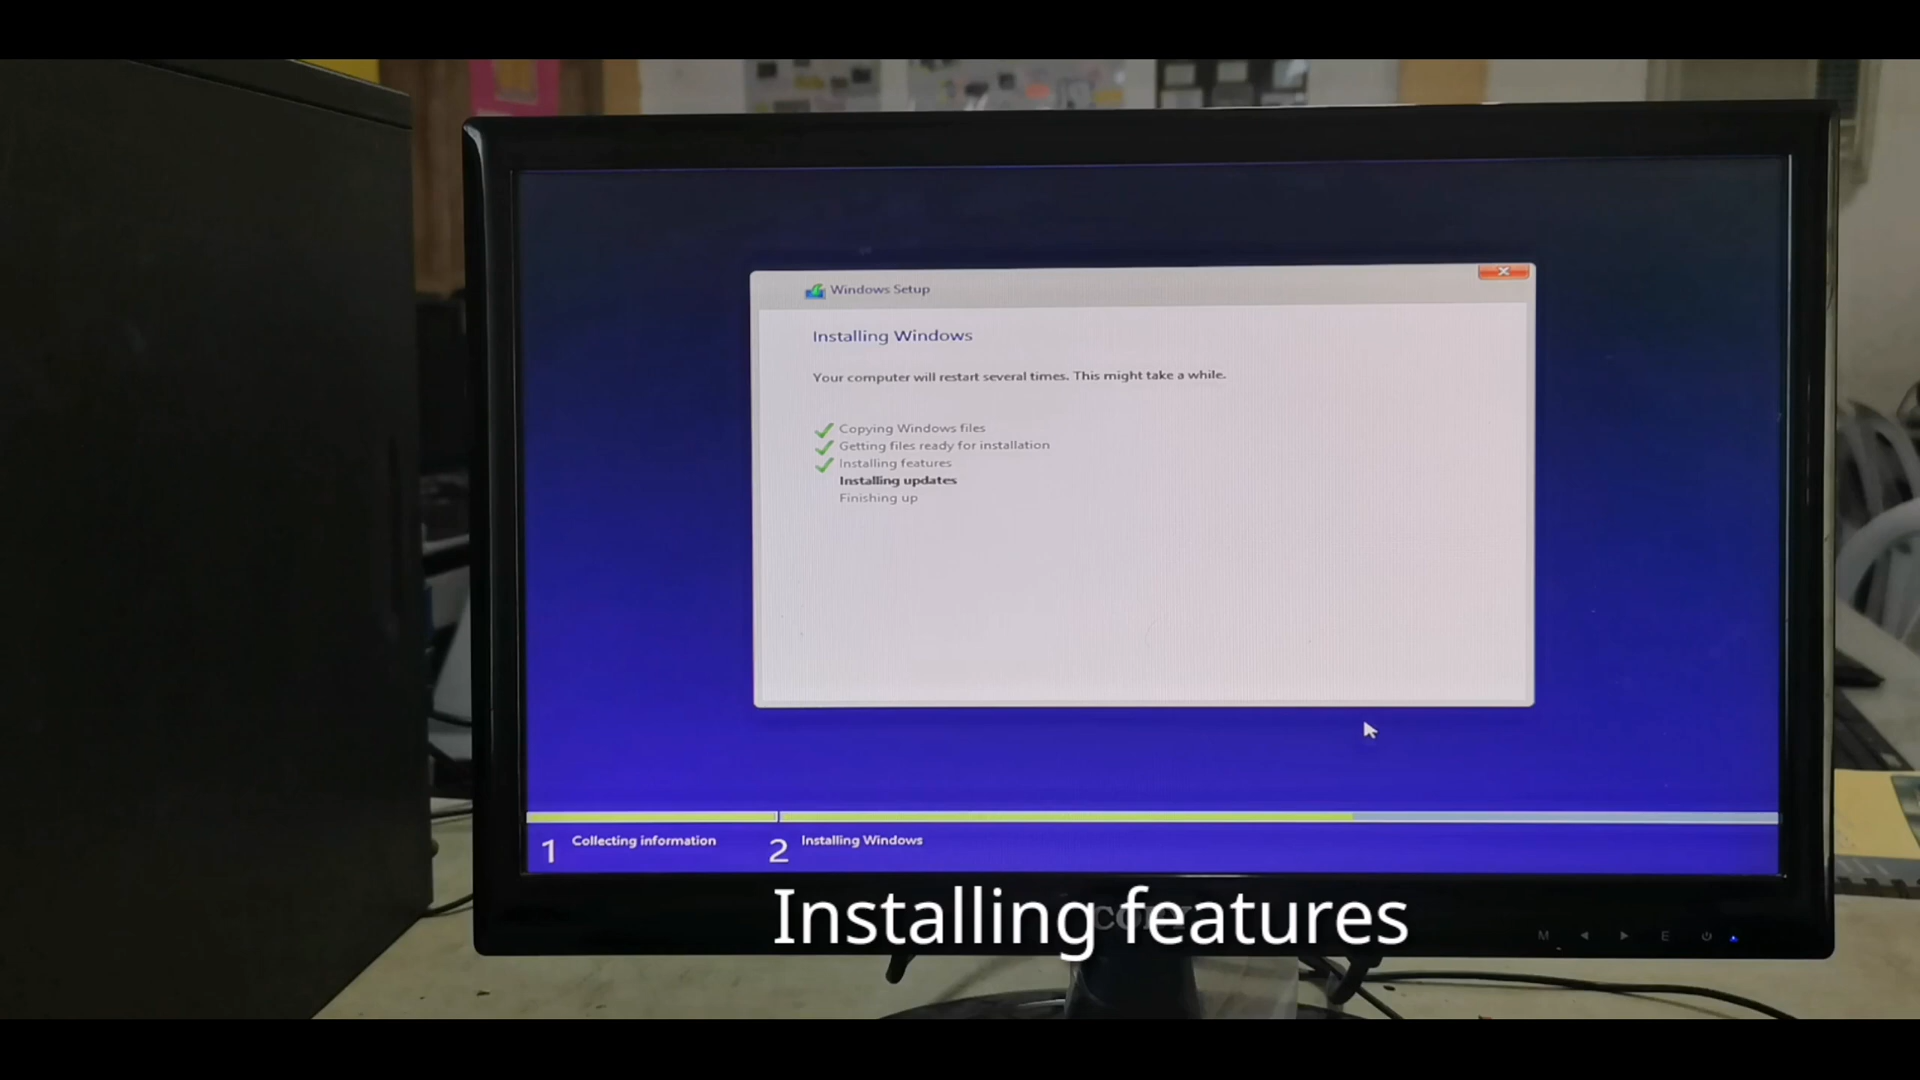 Windows Setup
Installing Windows
Your computer will restart several times. This might take a while.
Copying Windows files
Getting files ready for installation
Installing features
Installing updates
Finishing up
1 Collecting information
2 Installing Windows
Installing features
M E